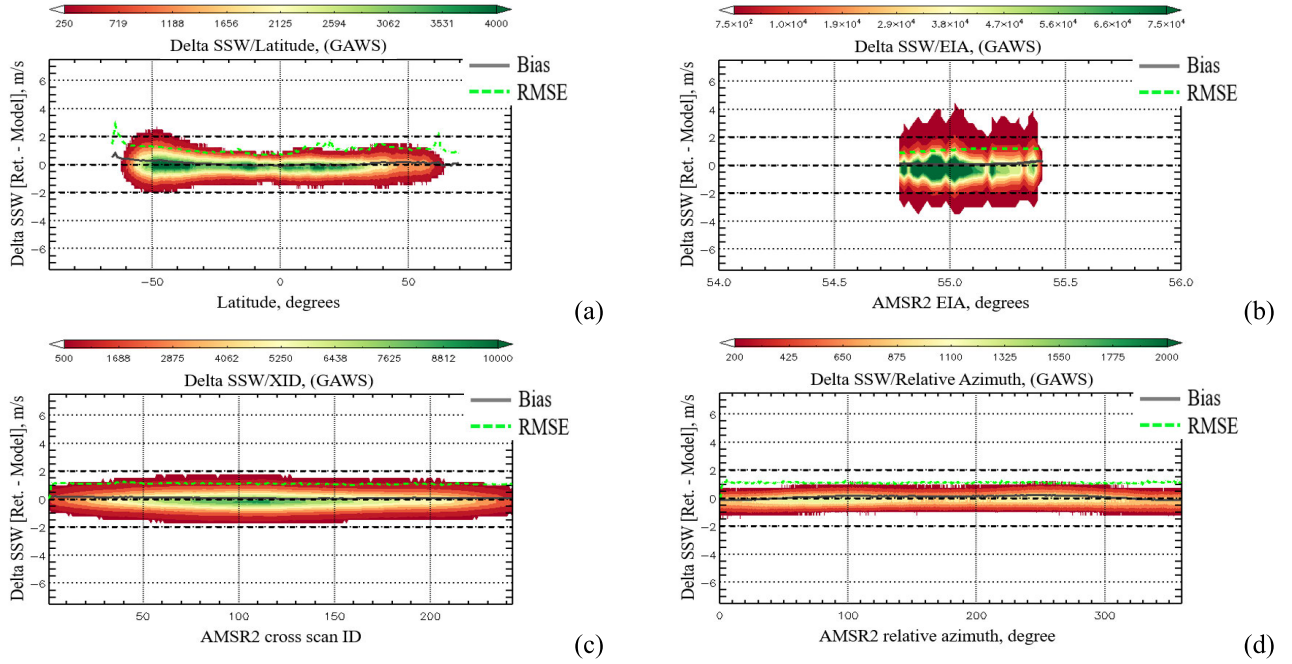 250 719 1188 1656 2125 2594 3062 3531 4000
Delta SSW/Latitude, (GAWS)
Bias
RMSE
Delta SSW [Ret. - Model], m/s
6
4
2
0
−2
−4
−6
−50 0 50
Latitude, degrees
(a)
7.5×10² 1.0×10⁴ 1.9×10⁴ 2.9×10⁴ 3.8×10⁴ 4.7×10⁴ 5.6×10⁴ 6.6×10⁴ 7.5×10⁴
Delta SSW/EIA, (GAWS)
Bias
RMSE
Delta SSW [Ret. - Model], m/s
6
4
2
0
−2
−4
−6
54.0 54.5 55.0 55.5 56.0
AMSR2 EIA, degrees
(b)
500 1688 2875 4062 5250 6438 7625 8812 10000
Delta SSW/XID, (GAWS)
Bias
RMSE
Delta SSW [Ret. - Model], m/s
6
4
2
0
−2
−4
−6
50 100 150 200
AMSR2 cross scan ID
(c)
200 425 650 875 1100 1325 1550 1775 2000
Delta SSW/Relative Azimuth, (GAWS)
Bias
RMSE
Delta SSW [Ret. - Model], m/s
6
4
2
0
−2
−4
−6
0 100 200 300
AMSR2 relative azimuth, degree
(d)